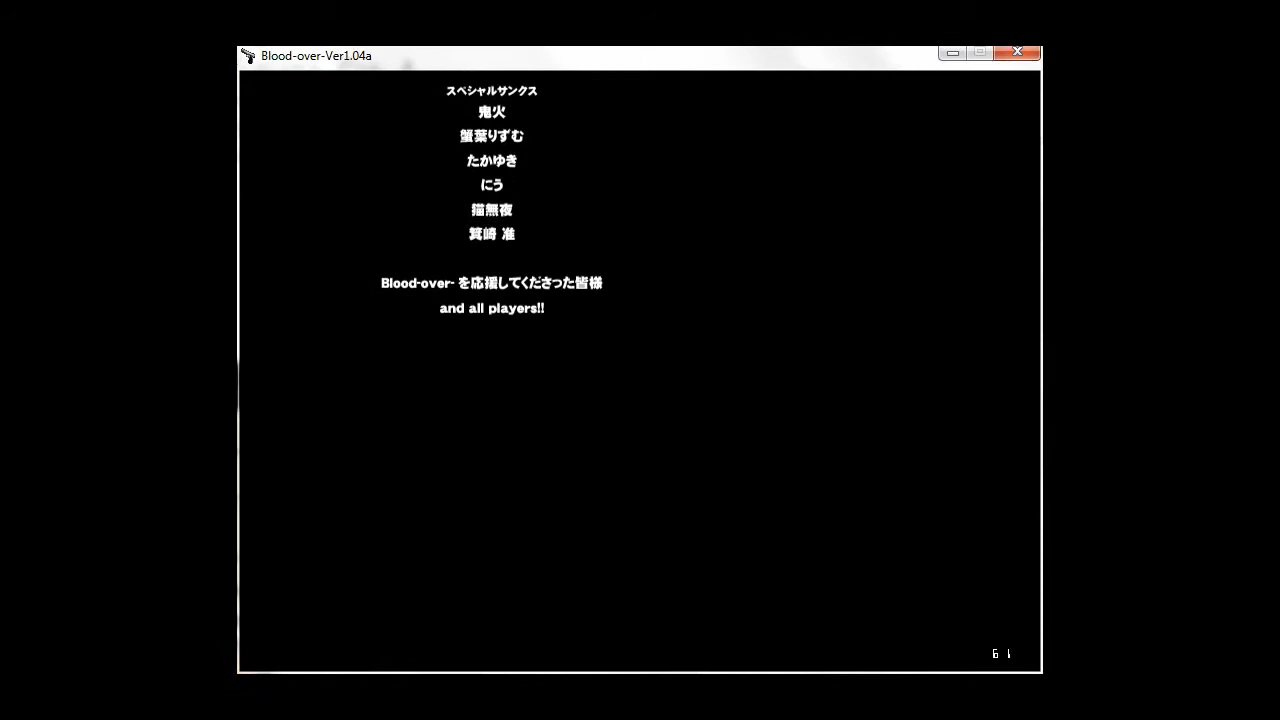 Blood-over-Ver1.04a
スペシャルサンクス
鬼火
蟹葉りずむ
たかゆき
にう
猫無夜
箕崎 准
Blood-over- を応援してくださった皆様
and all players!!
61